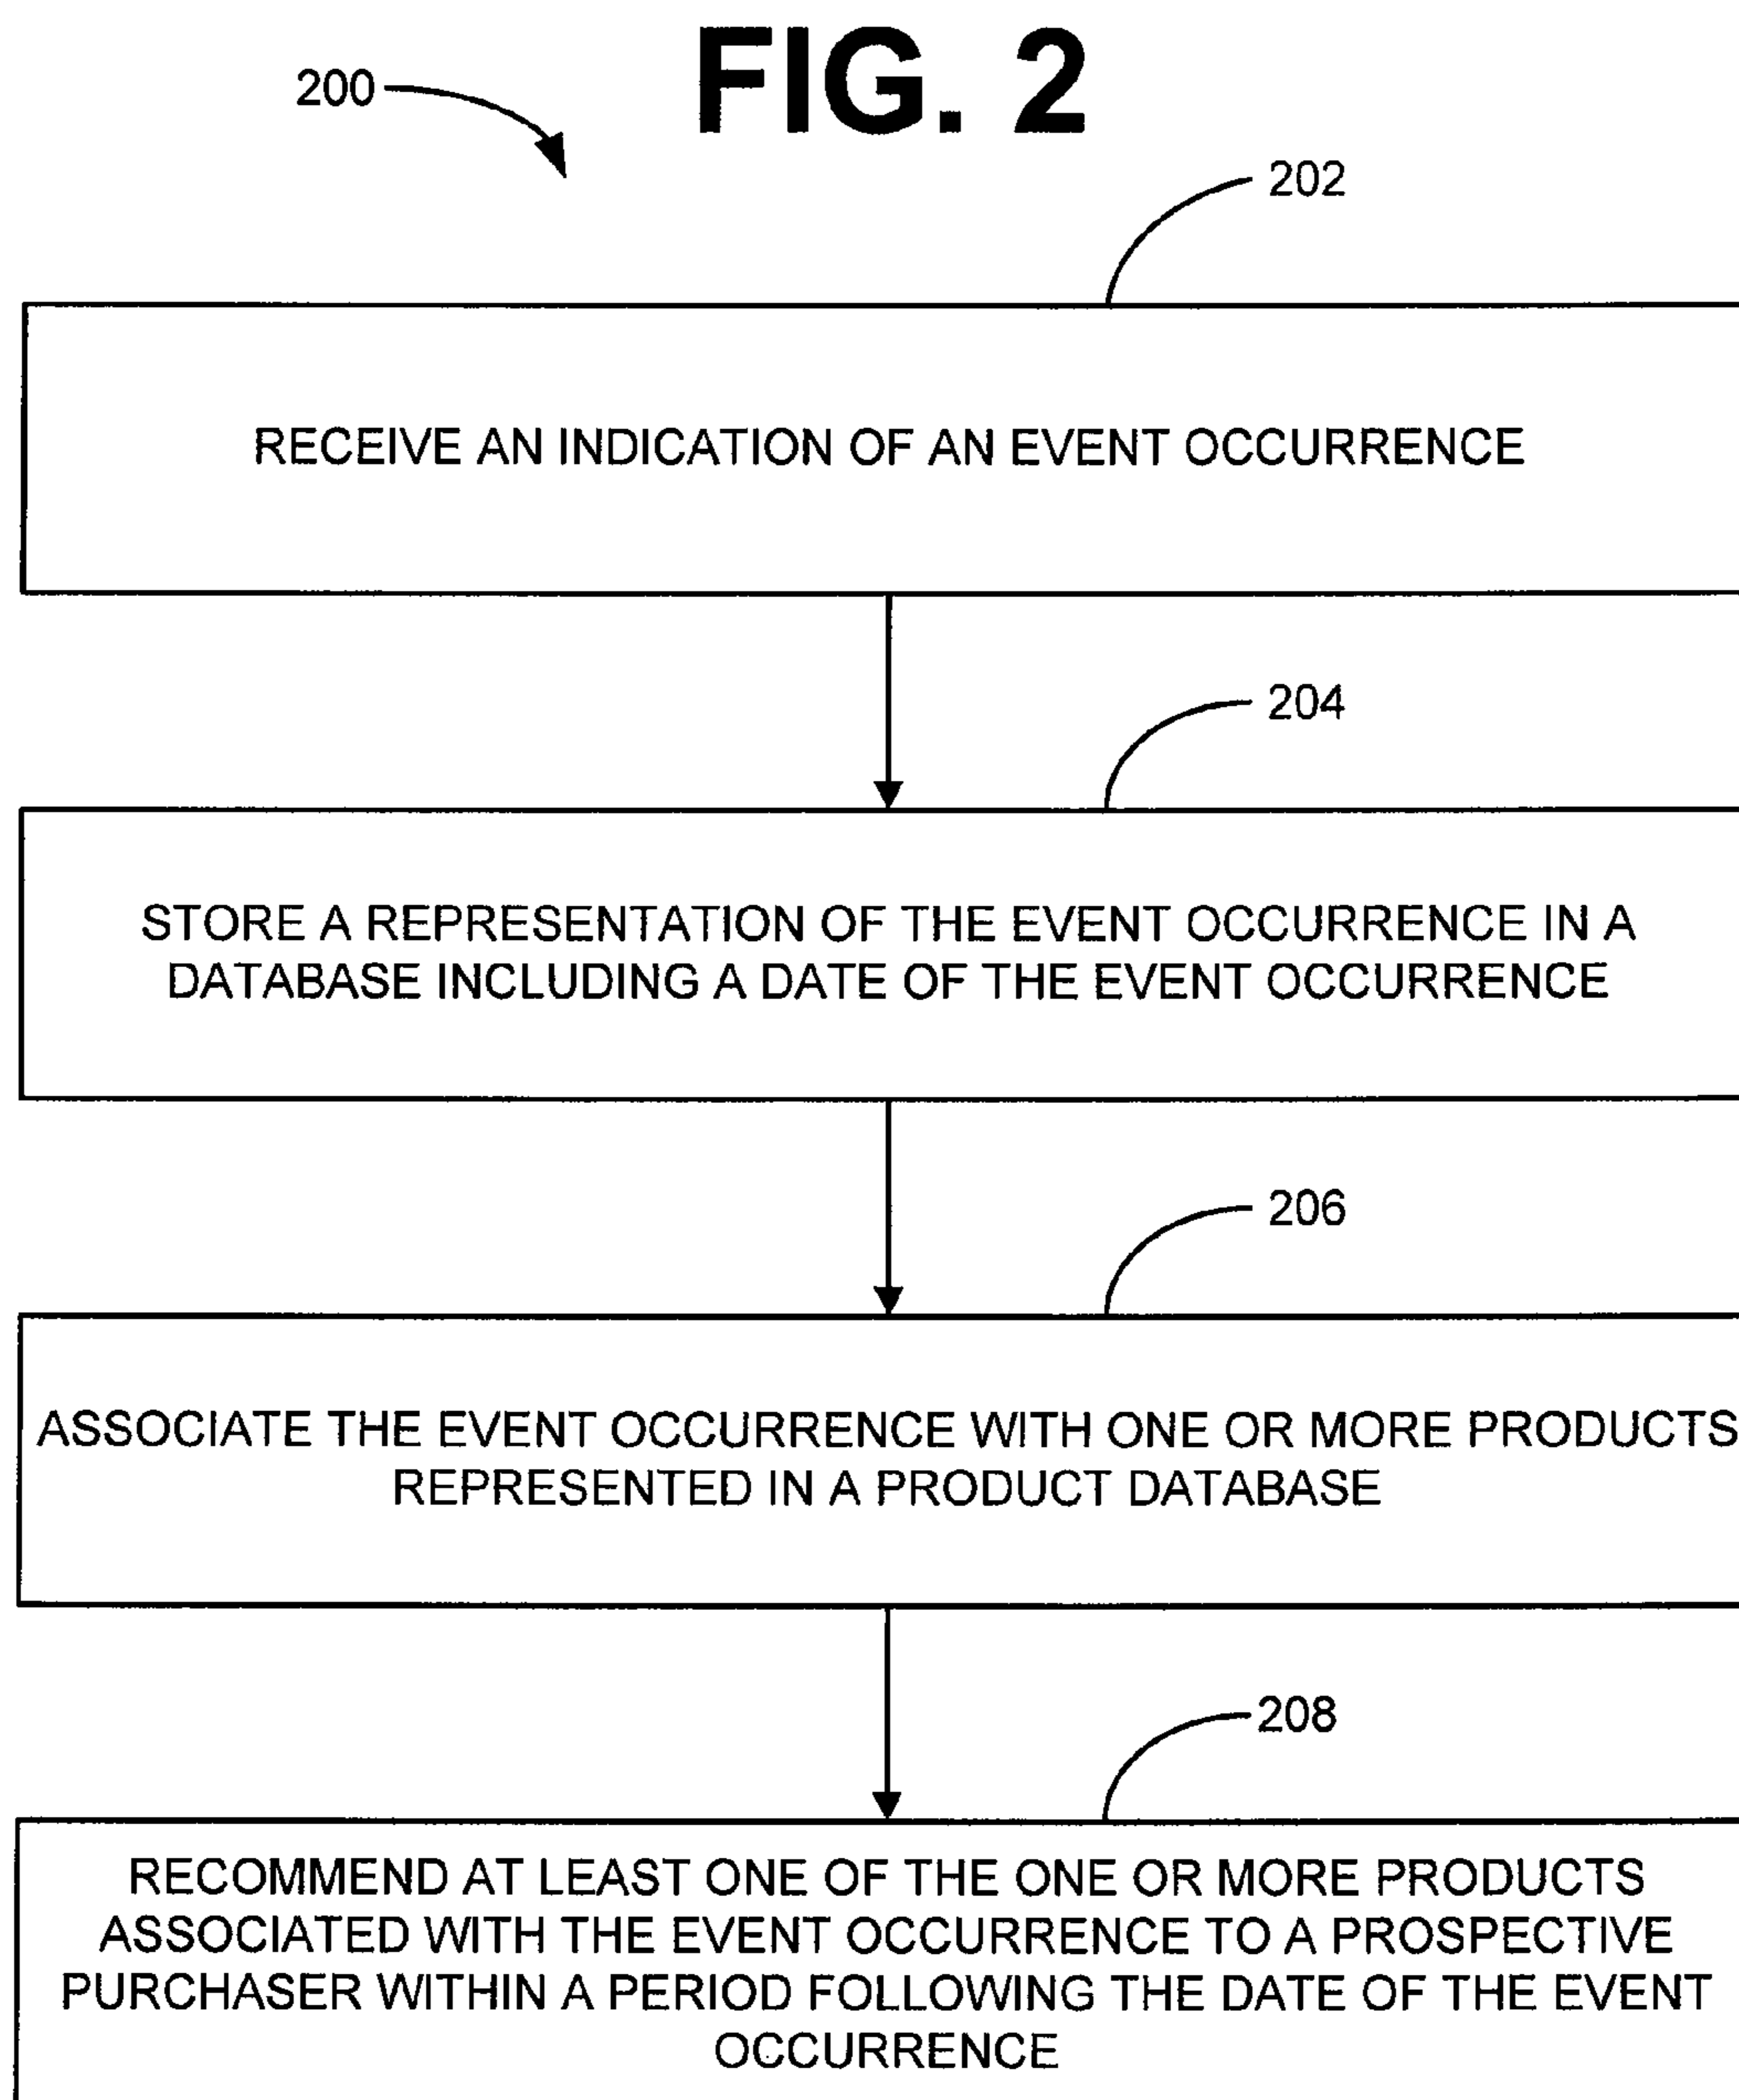 FIG. 2
200
202
RECEIVE AN INDICATION OF AN EVENT OCCURRENCE
204
STORE A REPRESENTATION OF THE EVENT OCCURRENCE IN A
DATABASE INCLUDING A DATE OF THE EVENT OCCURRENCE
206
ASSOCIATE THE EVENT OCCURRENCE WITH ONE OR MORE PRODUCTS
REPRESENTED IN A PRODUCT DATABASE
208
RECOMMEND AT LEAST ONE OF THE ONE OR MORE PRODUCTS
ASSOCIATED WITH THE EVENT OCCURRENCE TO A PROSPECTIVE
PURCHASER WITHIN A PERIOD FOLLOWING THE DATE OF THE EVENT
OCCURRENCE